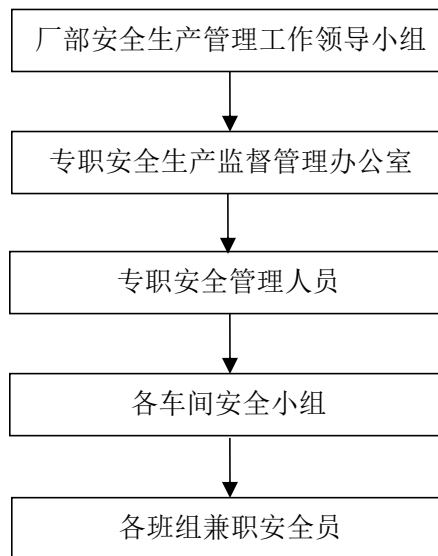 厂部安全生产管理工作领导小组
专职安全生产监督管理办公室
专职安全管理人员
各车间安全小组
各班组兼职安全员